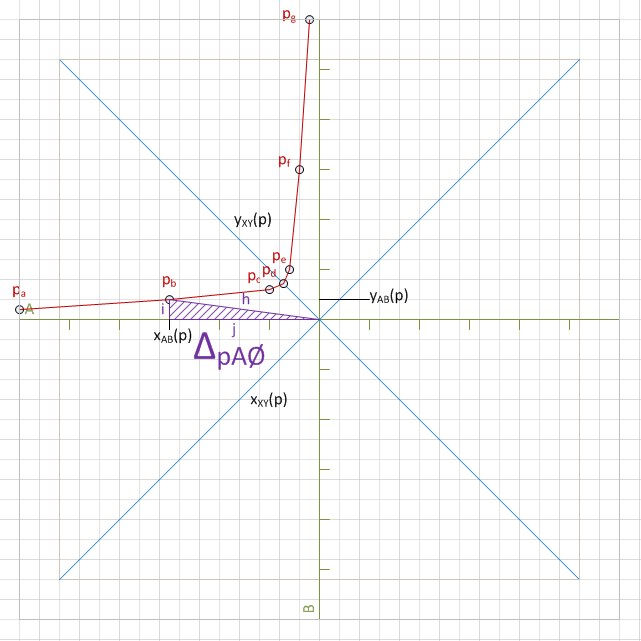 pg
pf
yXY(p)
pe
pd
pc
pb
pa
A
h
i
yAB(p)
j
xAB(p)
ΔpAØ
xXY(p)
B